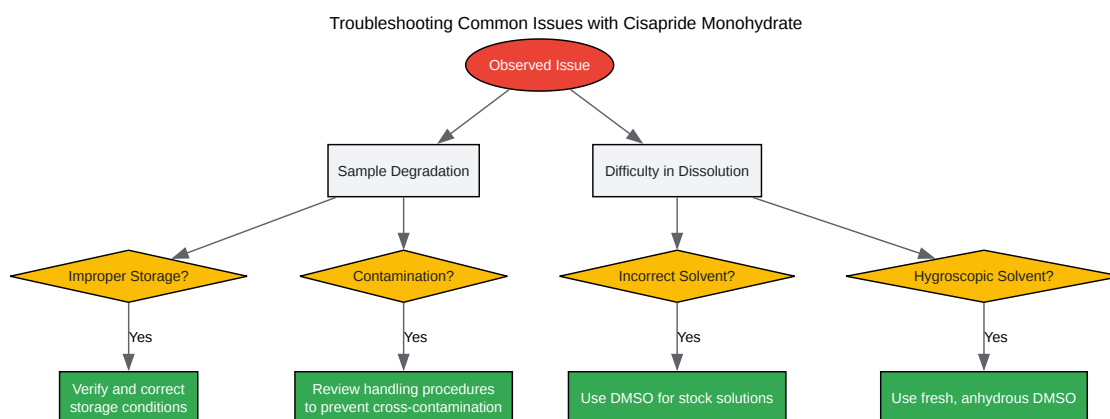 Troubleshooting Common Issues with Cisapride Monohydrate
Observed Issue
Sample Degradation
Difficulty in Dissolution
Improper Storage?
Contamination?
Incorrect Solvent?
Hygroscopic Solvent?
Yes
Yes
Yes
Yes
Verify and correct
storage conditions
Review handling procedures
to prevent cross-contamination
Use DMSO for stock solutions
Use fresh, anhydrous DMSO